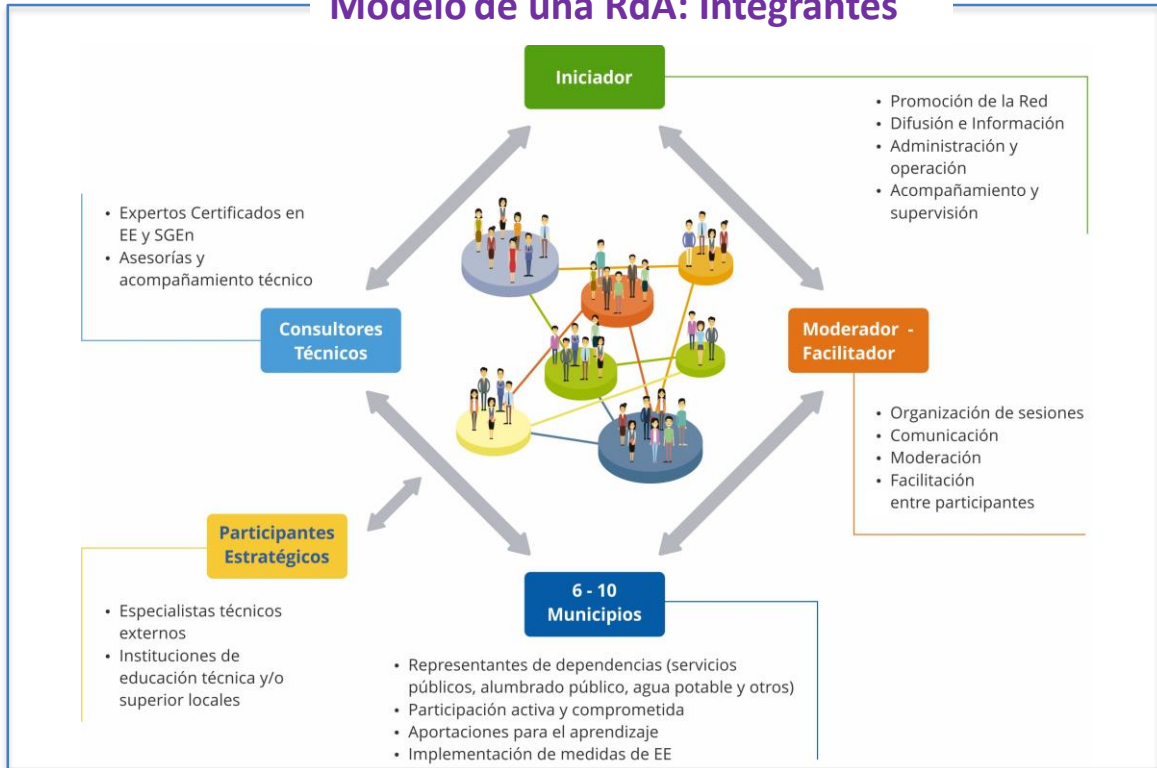 Modelo de una RdA: Integrantes
Iniciador
• Promoción de la Red
• Difusión e Información
• Administración y
operación
• Acompañamiento y
supervisión
• Expertos Certificados en
EE y SGEn
• Asesorías y
acompañamiento técnico
Consultores
Técnicos
Moderador -
Facilitador
• Organización de sesiones
• Comunicación
• Moderación
• Facilitación
entre participantes
Participantes
Estratégicos
• Especialistas técnicos
externos
• Instituciones de
educación técnica y/o
superior locales
6 - 10
Municipios
• Representantes de dependencias (servicios
públicos, alumbrado público, agua potable y otros)
• Participación activa y comprometida
• Aportaciones para el aprendizaje
• Implementación de medidas de EE